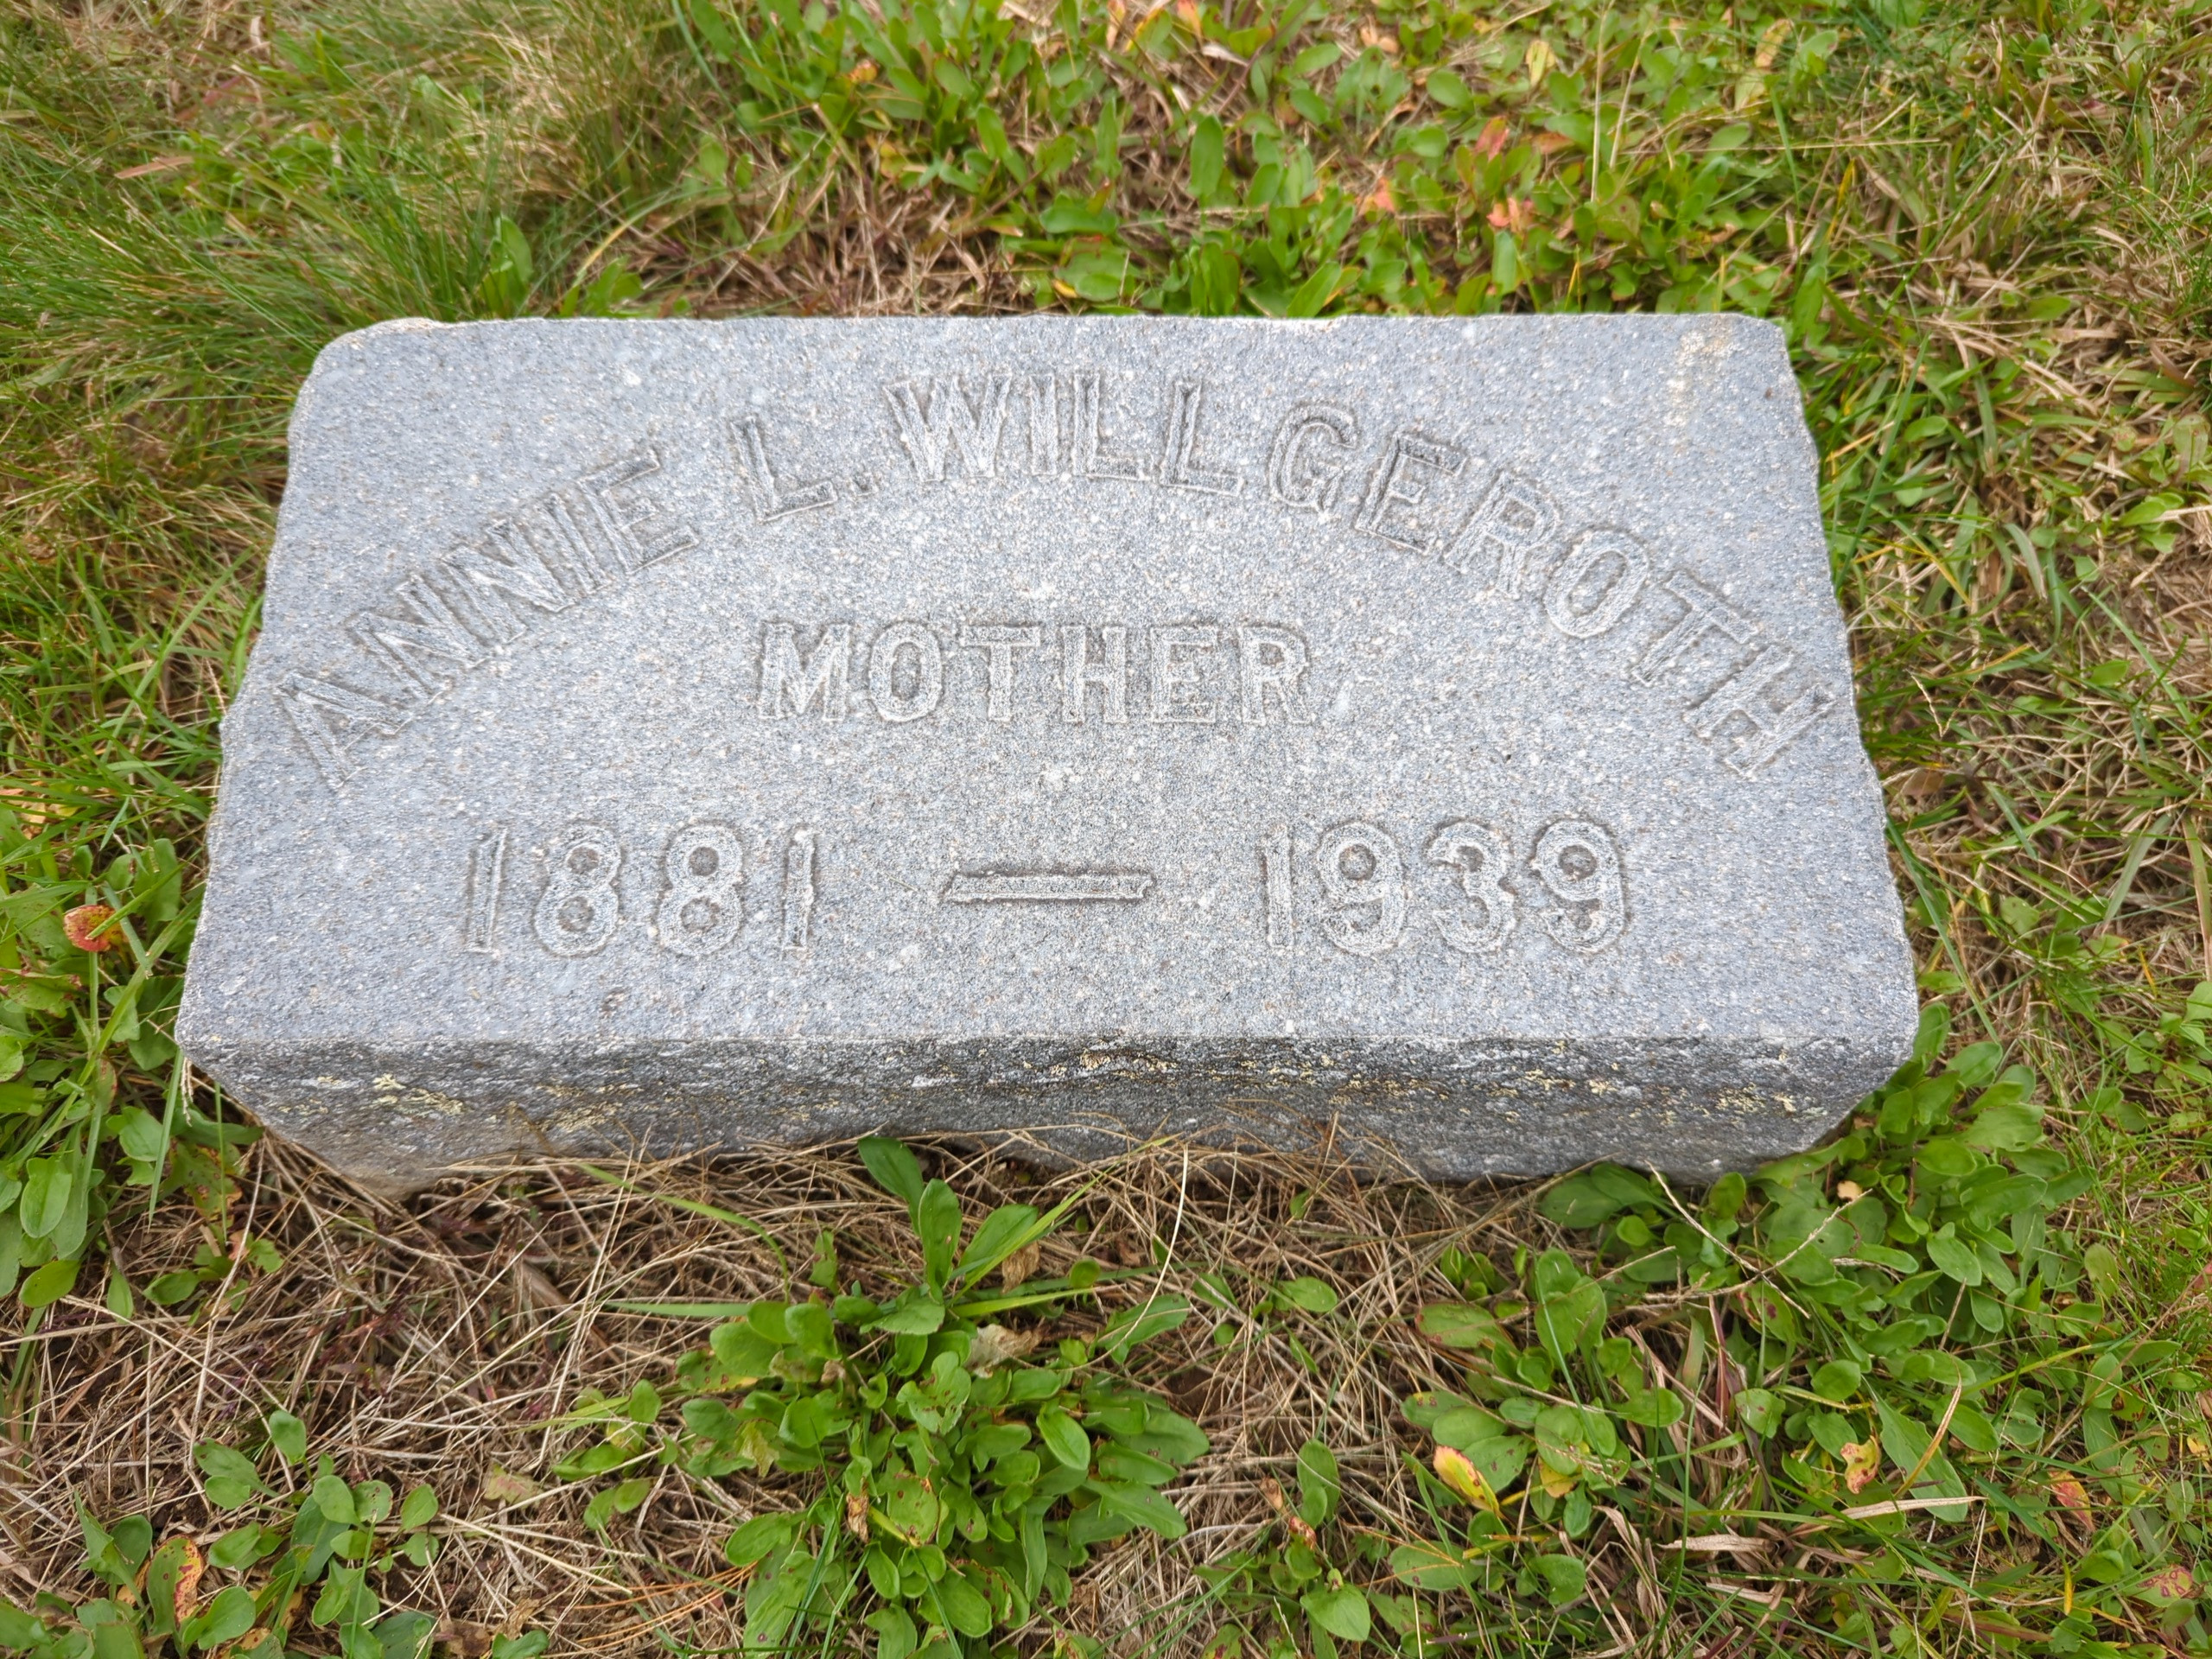 ANNIE L. WILLGEROTH
MOTHER
1881 — 1939